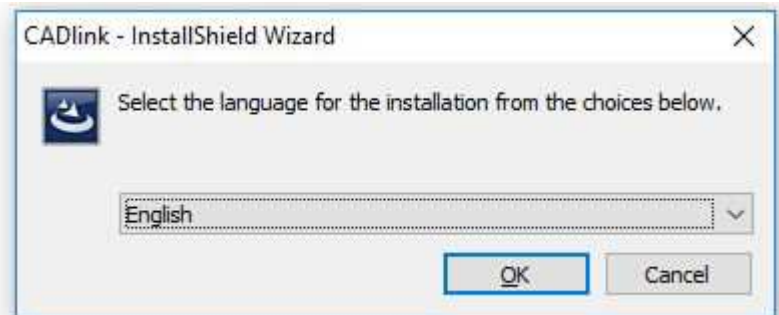 CADlink - InstallShield Wizard
Select the language for the installation from the choices below.
English
OK
Cancel